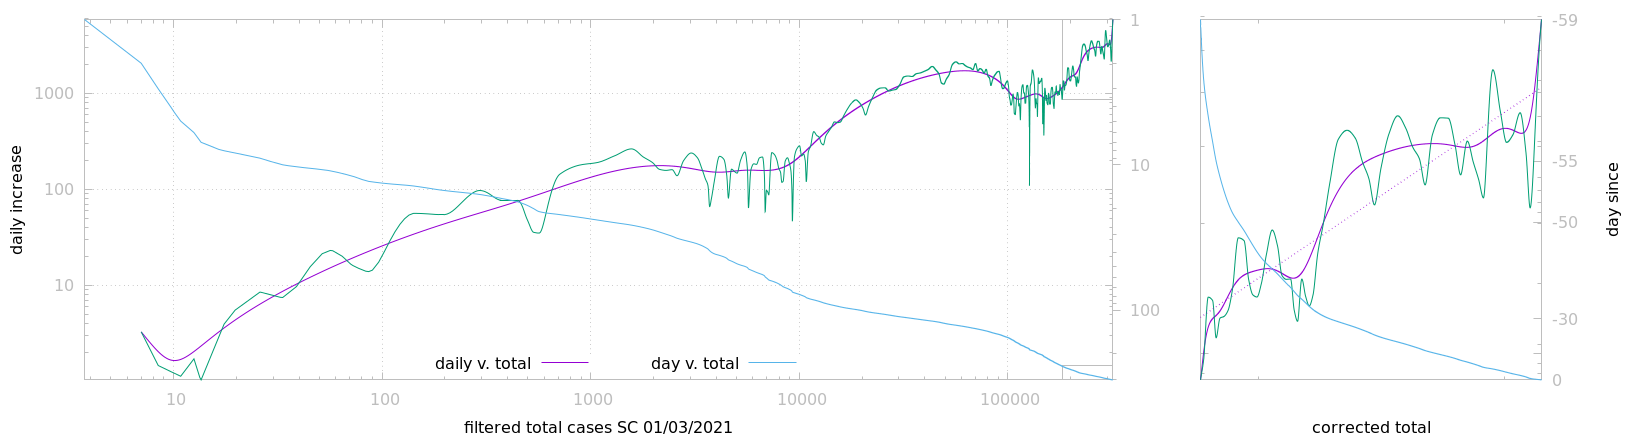 daily increase
1000
100
10
daily v. total
day v. total
10
100
1000
10000
100000
filtered total cases SC 01/03/2021
1
10
100
-59
-55
-50
-30
0
day since
corrected total